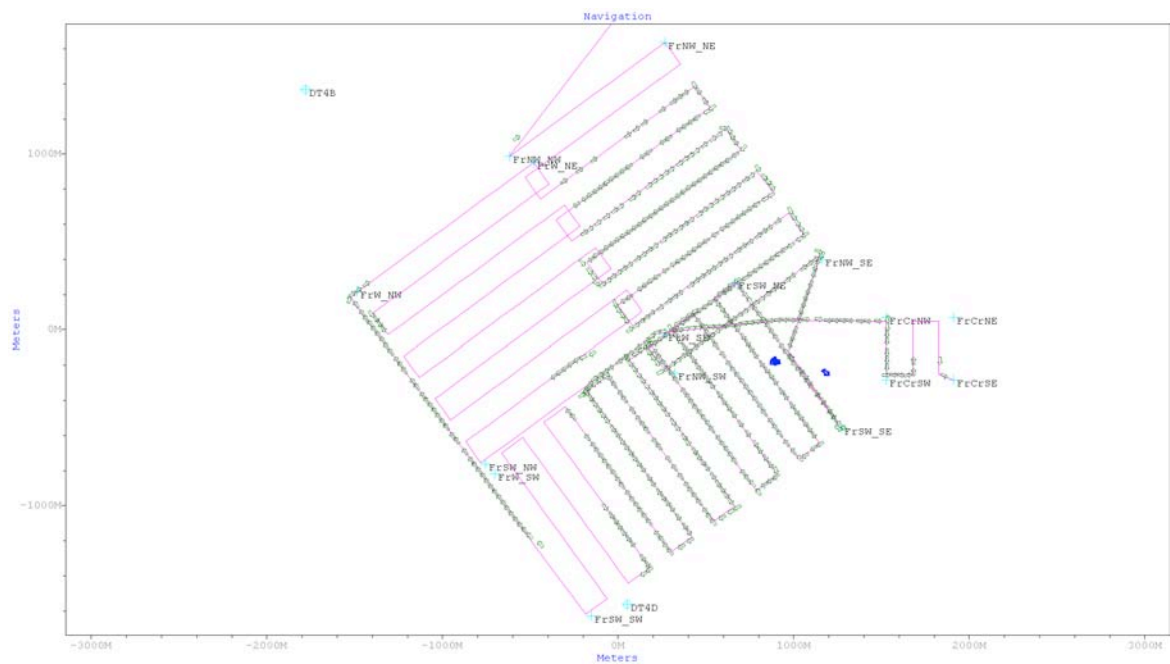 Navigation
FrNW_NE
DT4B
1000M
FrNW_NW
FrW_NE
FrNW_SE
FrSW_NE
FrW_NW
Meters
0M
FrCrNW
FrCrNE
FrW_SE
FrNW_SW
FrCrSW
FrCrSE
FrSW_SE
FrSW_NW
FrW_SW
-1000M
DT4D
FrSW_SW
-3000M
-2000M
-1000M
0M
1000M
2000M
3000M
Meters